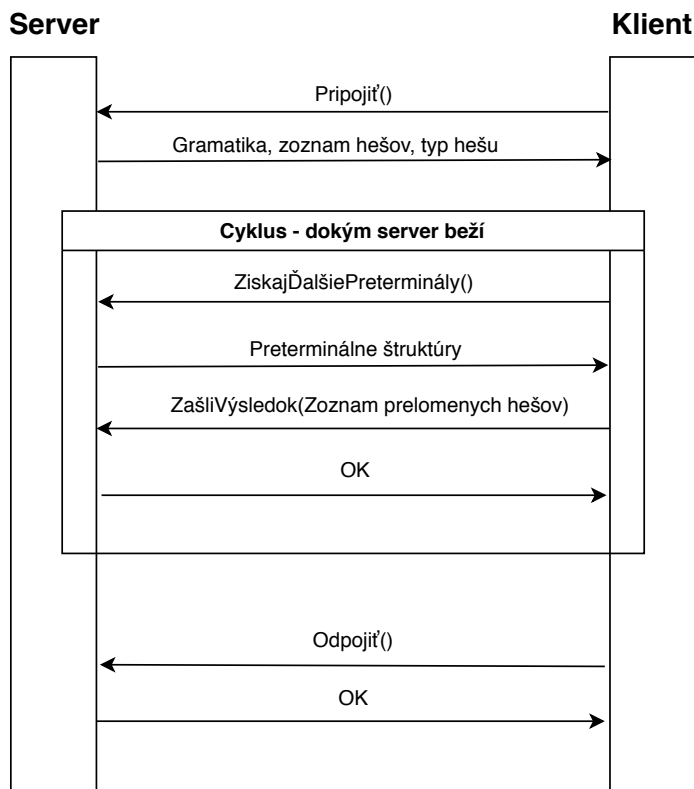 Server
Klient
Pripojiť()
Gramatika, zoznam hešov, typ hešu
Cyklus - dokým server beží
ZiskajĎalšiePreterminály()
Preterminálne štruktúry
ZašliVýsledok(Zoznam prelomenych hešov)
OK
Odpojiť()
OK